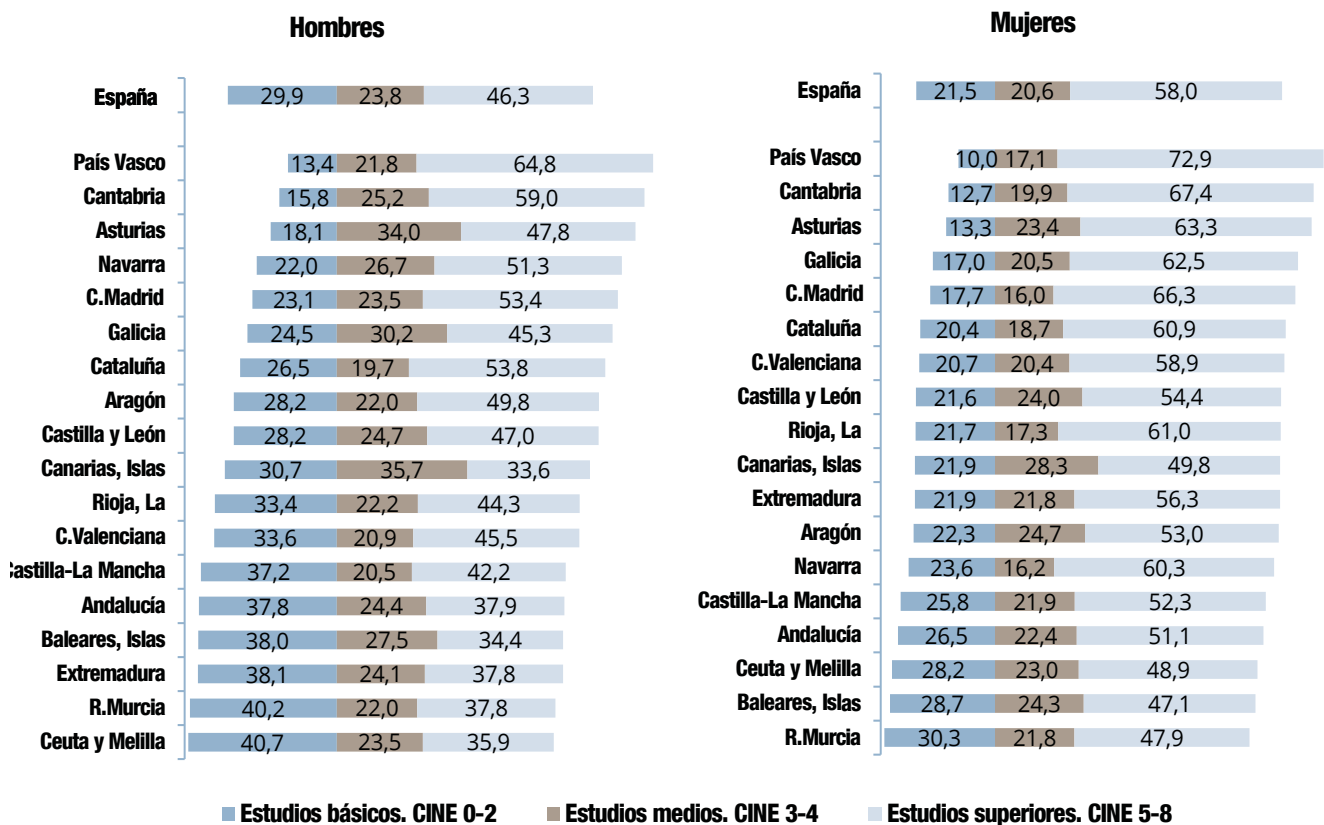 Hombres
España 29,9 23,8 46,3
País Vasco 13,4 21,8 64,8
Cantabria 15,8 25,2 59,0
Asturias 18,1 34,0 47,8
Navarra 22,0 26,7 51,3
C.Madrid 23,1 23,5 53,4
Galicia 24,5 30,2 45,3
Cataluña 26,5 19,7 53,8
Aragón 28,2 22,0 49,8
Castilla y León 28,2 24,7 47,0
Canarias, Islas 30,7 35,7 33,6
Rioja, La 33,4 22,2 44,3
C.Valenciana 33,6 20,9 45,5
Castilla-La Mancha 37,2 20,5 42,2
Andalucía 37,8 24,4 37,9
Baleares, Islas 38,0 27,5 34,4
Extremadura 38,1 24,1 37,8
R.Murcia 40,2 22,0 37,8
Ceuta y Melilla 40,7 23,5 35,9
Mujeres
España 21,5 20,6 58,0
País Vasco 10,0 17,1 72,9
Cantabria 12,7 19,9 67,4
Asturias 13,3 23,4 63,3
Galicia 17,0 20,5 62,5
C.Madrid 17,7 16,0 66,3
Cataluña 20,4 18,7 60,9
C.Valenciana 20,7 20,4 58,9
Castilla y León 21,6 24,0 54,4
Rioja, La 21,7 17,3 61,0
Canarias, Islas 21,9 28,3 49,8
Extremadura 21,9 21,8 56,3
Aragón 22,3 24,7 53,0
Navarra 23,6 16,2 60,3
Castilla-La Mancha 25,8 21,9 52,3
Andalucía 26,5 22,4 51,1
Ceuta y Melilla 28,2 23,0 48,9
Baleares, Islas 28,7 24,3 47,1
R.Murcia 30,3 21,8 47,9
Estudios básicos. CINE 0-2 Estudios medios. CINE 3-4 Estudios superiores. CINE 5-8